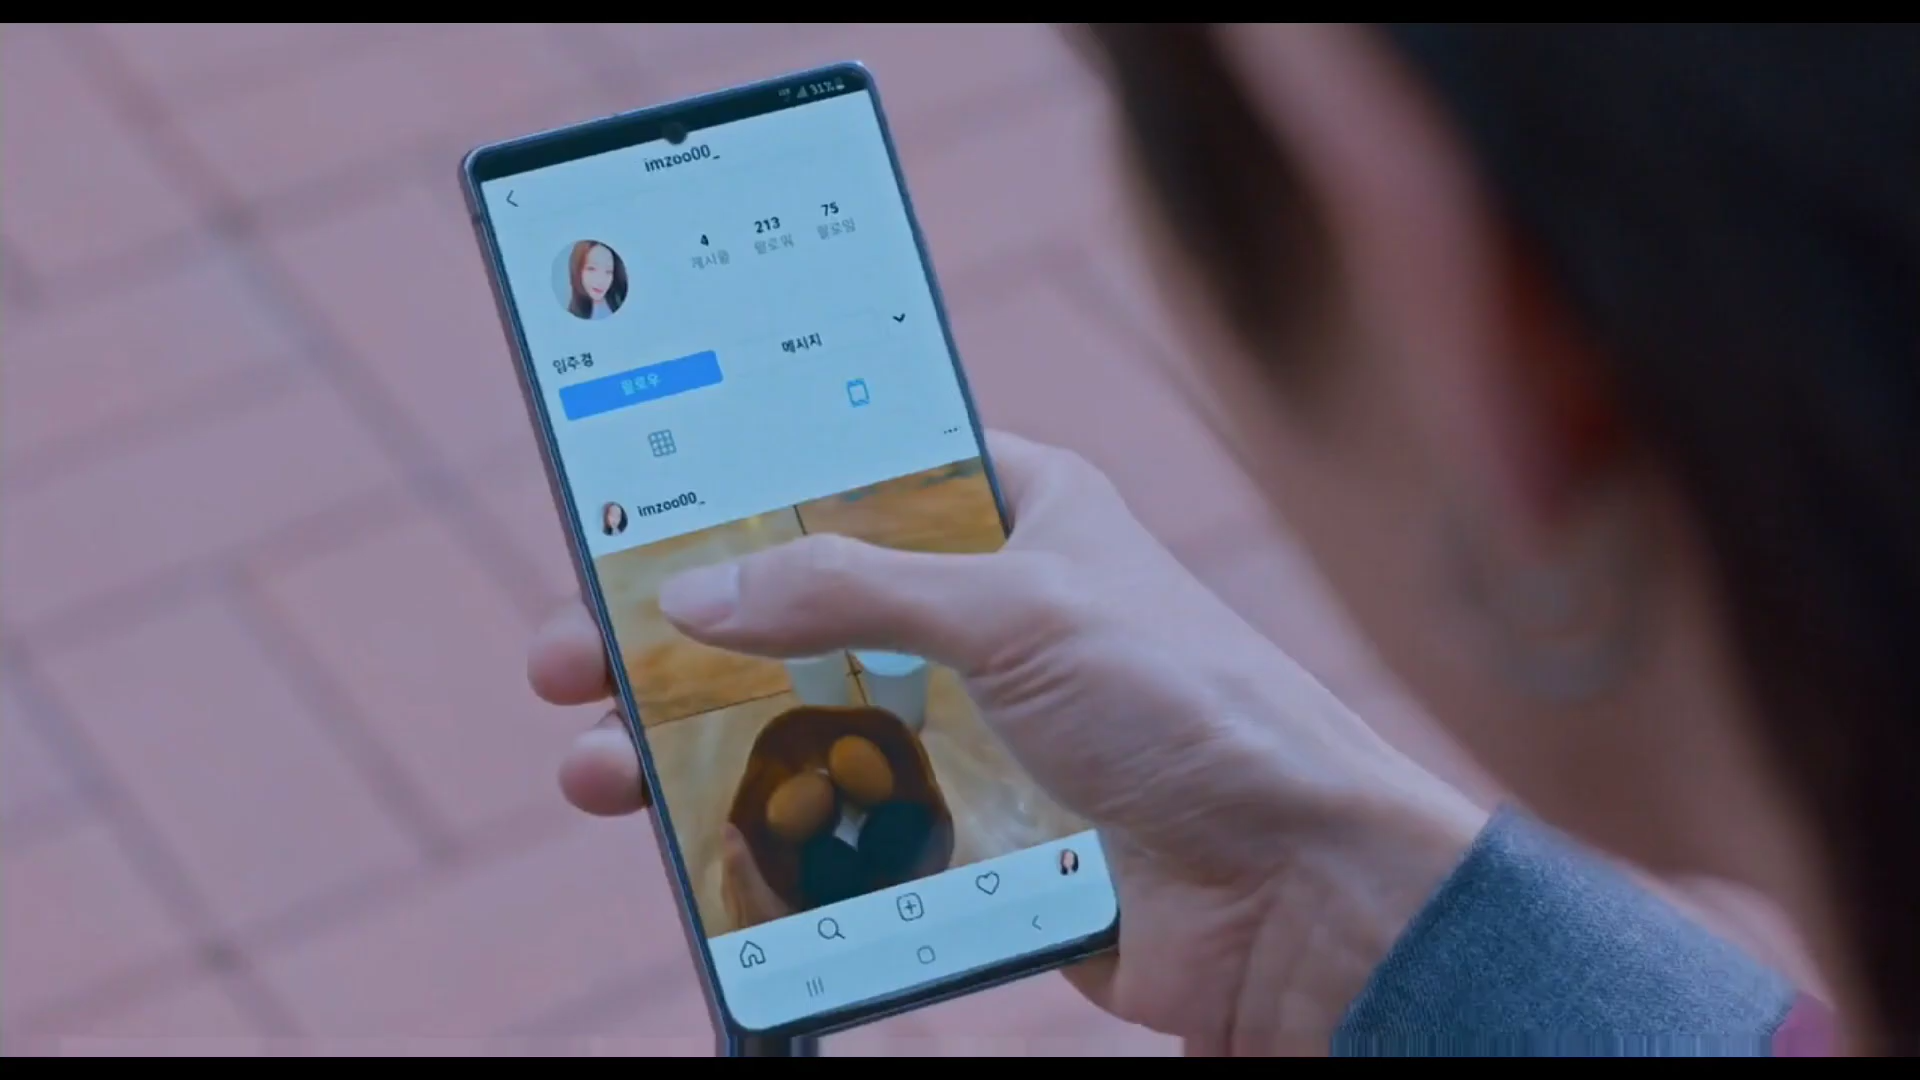 31%
imzoo00_
4 213 75
게시물 팔로워 팔로잉
임주경
팔로우 메시지
imzoo00_